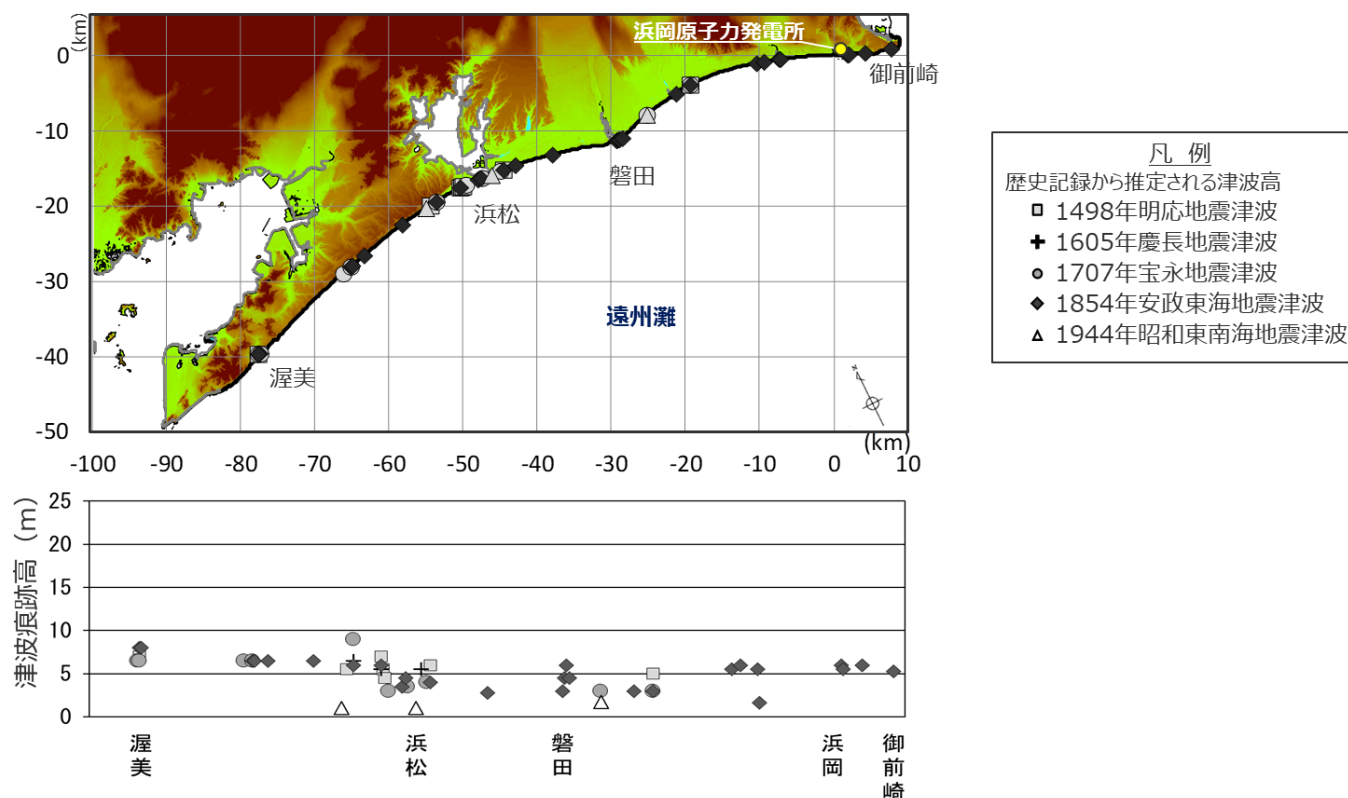 (km)
浜岡原子力発電所
御前崎
磐田
浜松
遠州灘
渥美
0
-10
-20
-30
-40
-50
(km)
-100 -90 -80 -70 -60 -50 -40 -30 -20 -10 0 10
凡 例
歴史記録から推定される津波高
1498年明応地震津波
1605年慶長地震津波
1707年宝永地震津波
1854年安政東海地震津波
1944年昭和東南海地震津波
津波痕跡高(m)
25
20
15
10
5
0
渥美
浜松
磐田
浜岡
御前崎